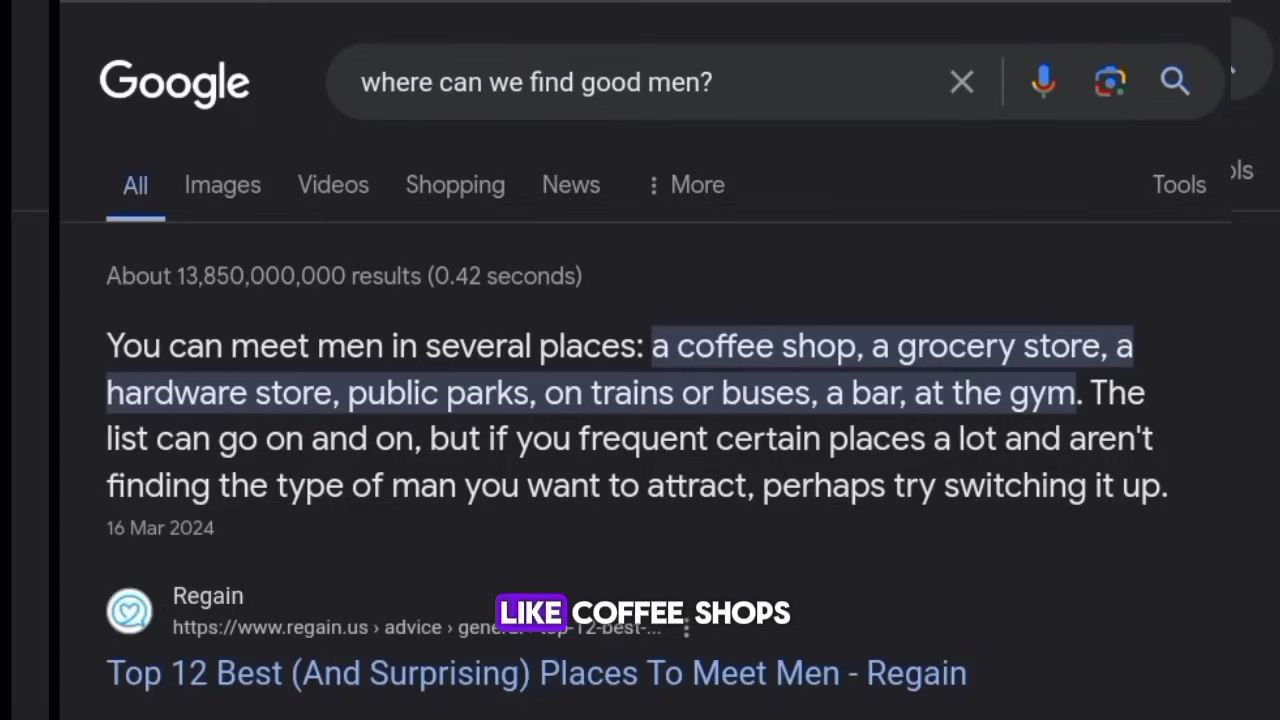 Google
where can we find good men?
All Images Videos Shopping News More Tools
ols
About 13,850,000,000 results (0.42 seconds)
You can meet men in several places: a coffee shop, a grocery store, a
hardware store, public parks, on trains or buses, a bar, at the gym. The
list can go on and on, but if you frequent certain places a lot and aren't
finding the type of man you want to attract, perhaps try switching it up.
16 Mar 2024
Regain
LIKE COFFEE SHOPS
https://www.regain.us › advice › general › top-12-best-...
Top 12 Best (And Surprising) Places To Meet Men - Regain